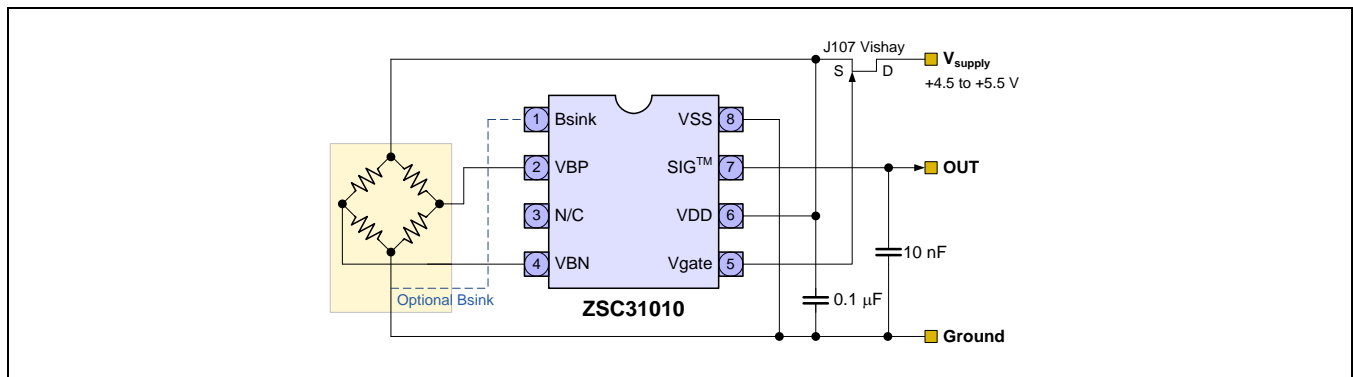 J107 Vishay
S D
V_supply
+4.5 to +5.5 V
1 Bsink
VSS 8
2 VBP
SIG™ 7
OUT
3 N/C
VDD 6
4 VBN
Vgate 5
10 nF
Optional Bsink
0.1 μF
ZSC31010
Ground